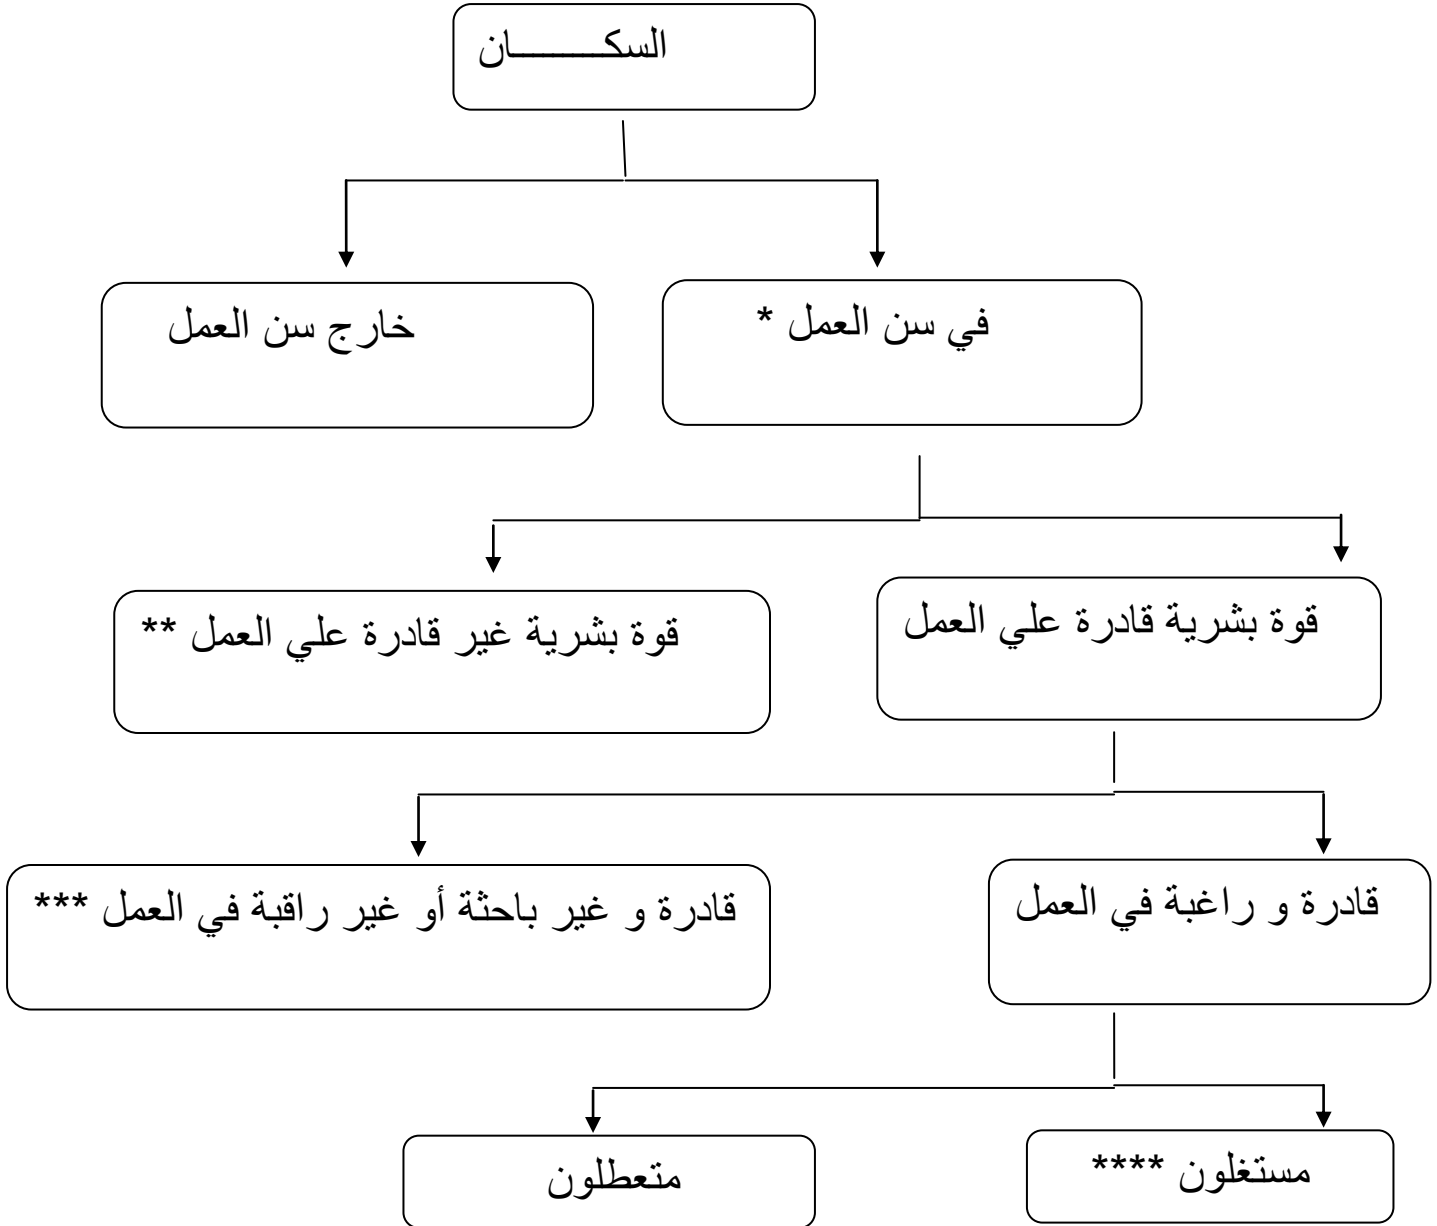 السكـــــــــان
في سن العمل *
خارج سن العمل
قوة بشرية قادرة علي العمل
قوة بشرية غير قادرة علي العمل **
قادرة و راغبة في العمل
قادرة و غير باحثة أو غير راقبة في العمل ***
مستغلون ****
متعطلون